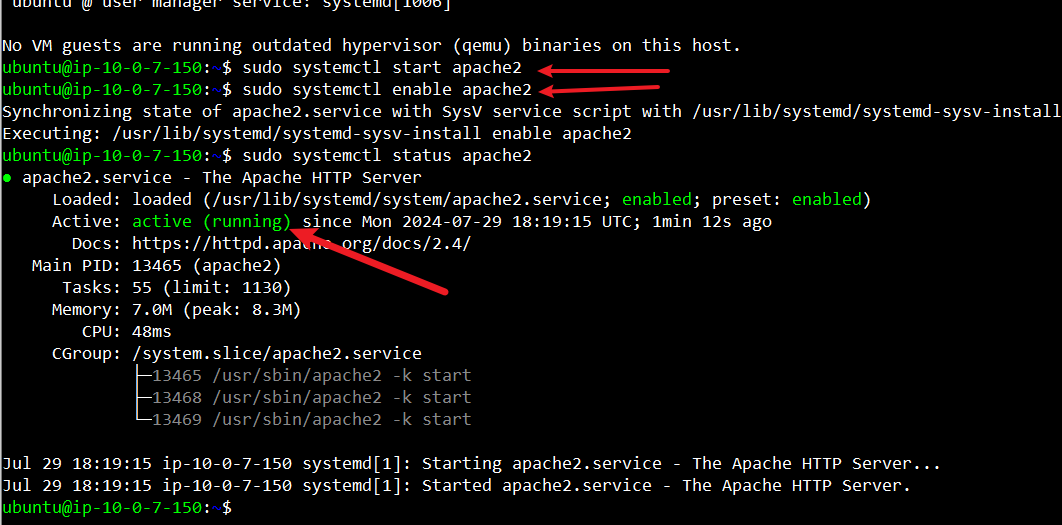 ubuntu @ user manager service: systemd[1006]
No VM guests are running outdated hypervisor (qemu) binaries on this host.
ubuntu@ip-10-0-7-150:~$ sudo systemctl start apache2
ubuntu@ip-10-0-7-150:~$ sudo systemctl enable apache2
Synchronizing state of apache2.service with SysV service script with /usr/lib/systemd/systemd-sysv-install
Executing: /usr/lib/systemd/systemd-sysv-install enable apache2
ubuntu@ip-10-0-7-150:~$ sudo systemctl status apache2
● apache2.service - The Apache HTTP Server
Loaded: loaded (/usr/lib/systemd/system/apache2.service; enabled; preset: enabled)
Active: active (running) since Mon 2024-07-29 18:19:15 UTC; 1min 12s ago
Docs: https://httpd.apache.org/docs/2.4/
Main PID: 13465 (apache2)
Tasks: 55 (limit: 1130)
Memory: 7.0M (peak: 8.3M)
CPU: 48ms
CGroup: /system.slice/apache2.service
├─13465 /usr/sbin/apache2 -k start
├─13468 /usr/sbin/apache2 -k start
└─13469 /usr/sbin/apache2 -k start
Jul 29 18:19:15 ip-10-0-7-150 systemd[1]: Starting apache2.service - The Apache HTTP Server...
Jul 29 18:19:15 ip-10-0-7-150 systemd[1]: Started apache2.service - The Apache HTTP Server.
ubuntu@ip-10-0-7-150:~$